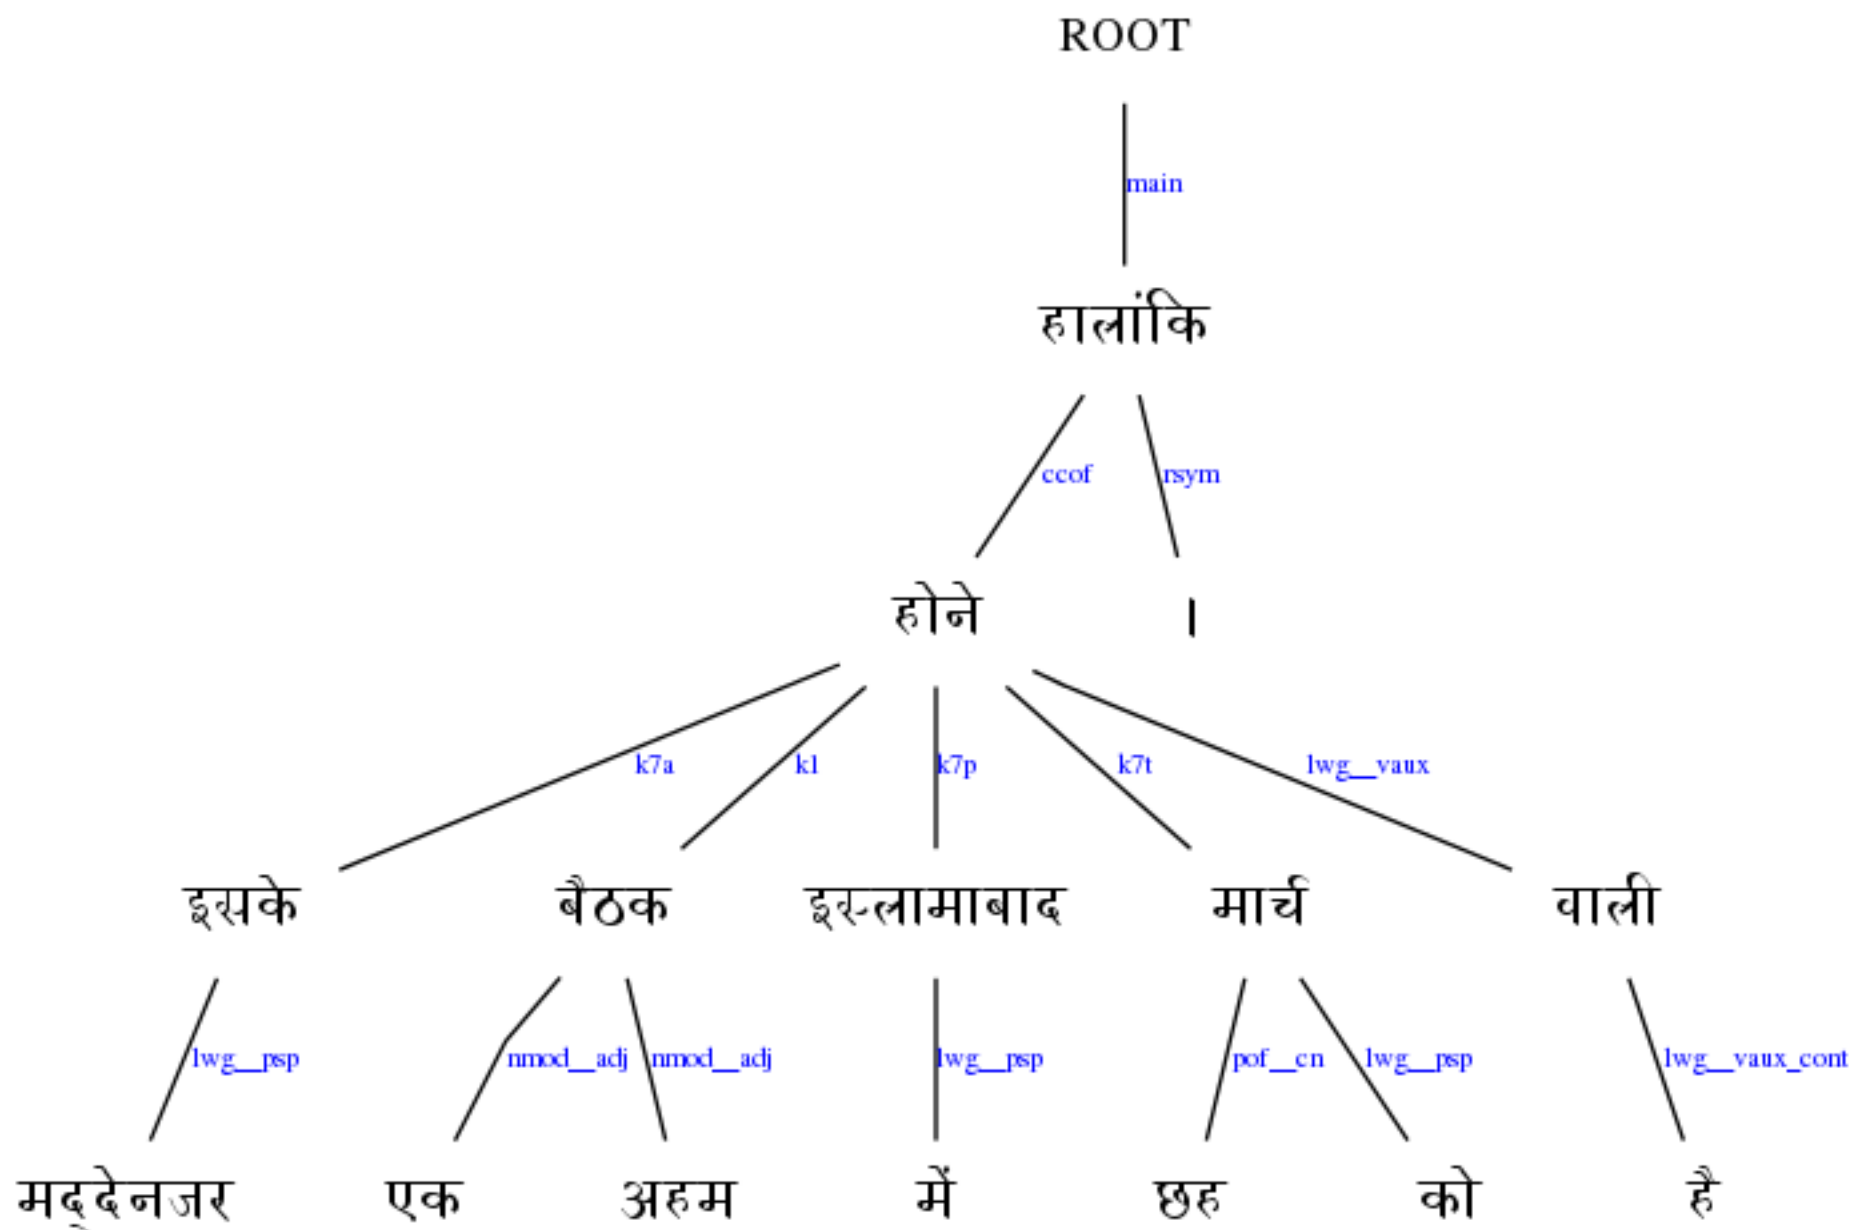 ROOT
main
हालांकि
ccof rsym
होने ।
k7a k1 k7p k7t lwg__vaux
इसके बैठक इस्लामाबाद मार्च वाली
lwg__psp nmod__adj nmod__adj lwg__psp pof__cn lwg__psp lwg__vaux_cont
मद्देनजर एक अहम में छह को है